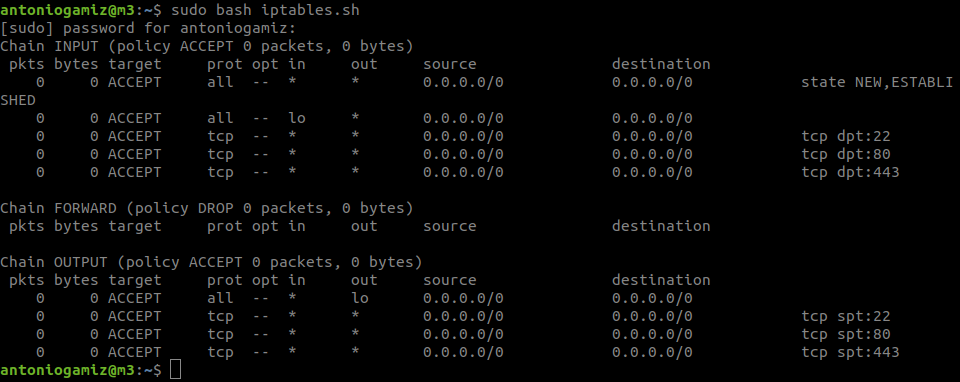 antoniogamiz@m3:~$ sudo bash iptables.sh
[sudo] password for antoniogamiz:
Chain INPUT (policy ACCEPT 0 packets, 0 bytes)
 pkts bytes target     prot opt in     out     source               destination
    0     0 ACCEPT     all  --  *      *       0.0.0.0/0            0.0.0.0/0            state NEW,ESTABLI
SHED
    0     0 ACCEPT     all  --  lo     *       0.0.0.0/0            0.0.0.0/0
    0     0 ACCEPT     tcp  --  *      *       0.0.0.0/0            0.0.0.0/0            tcp dpt:22
    0     0 ACCEPT     tcp  --  *      *       0.0.0.0/0            0.0.0.0/0            tcp dpt:80
    0     0 ACCEPT     tcp  --  *      *       0.0.0.0/0            0.0.0.0/0            tcp dpt:443

Chain FORWARD (policy DROP 0 packets, 0 bytes)
 pkts bytes target     prot opt in     out     source               destination

Chain OUTPUT (policy ACCEPT 0 packets, 0 bytes)
 pkts bytes target     prot opt in     out     source               destination
    0     0 ACCEPT     all  --  *      lo      0.0.0.0/0            0.0.0.0/0
    0     0 ACCEPT     tcp  --  *      *       0.0.0.0/0            0.0.0.0/0            tcp spt:22
    0     0 ACCEPT     tcp  --  *      *       0.0.0.0/0            0.0.0.0/0            tcp spt:80
    0     0 ACCEPT     tcp  --  *      *       0.0.0.0/0            0.0.0.0/0            tcp spt:443
antoniogamiz@m3:~$